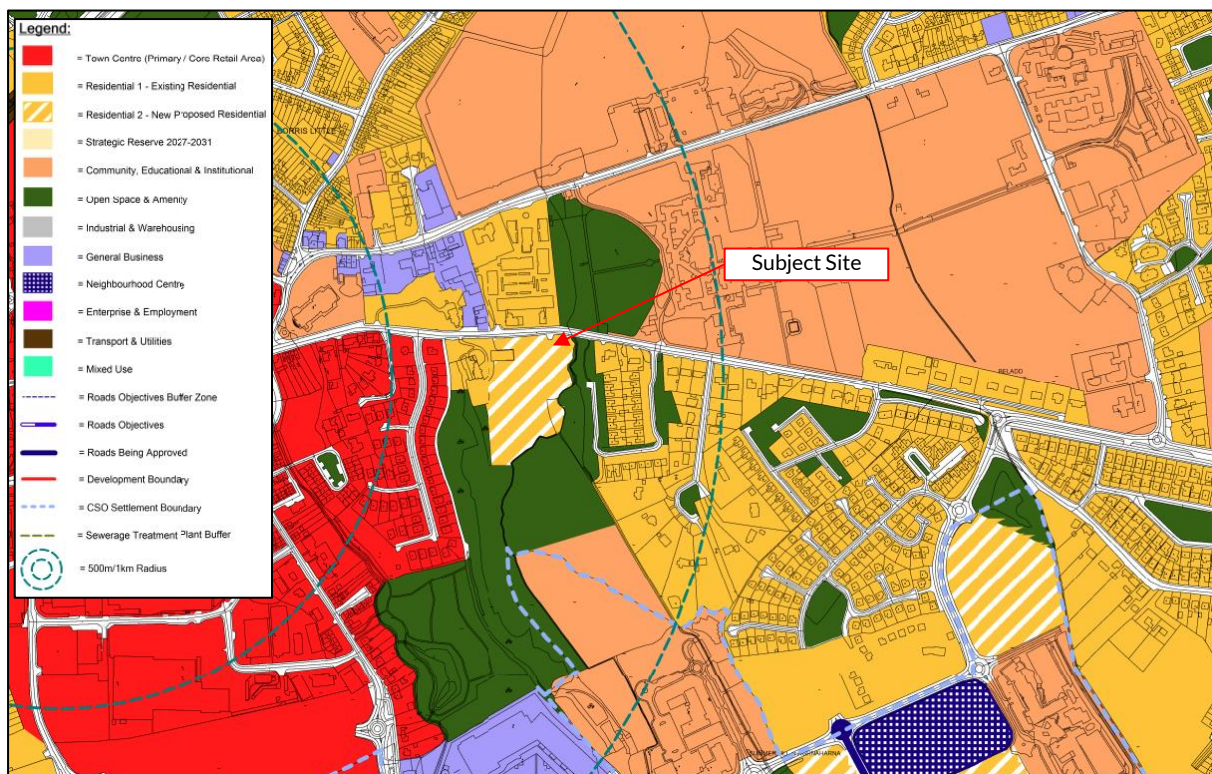 Legend:
= Town Centre (Primary / Core Retail Area)
= Residential 1 - Existing Residential
= Residential 2 - New Proposed Residential
= Strategic Reserve 2027-2031
= Community, Educational & Institutional
= Open Space & Amenity
= Industrial & Warehousing
= General Business
= Neighbourhood Centre
= Enterprise & Employment
= Transport & Utilities
= Mixed Use
= Roads Objectives Buffer Zone
= Roads Objectives
= Roads Being Approved
= Development Boundary
= CSO Settlement Boundary
= Sewerage Treatment Plant Buffer
= 500m/1km Radius
BORRIS LITTLE
Subject Site
BELADD